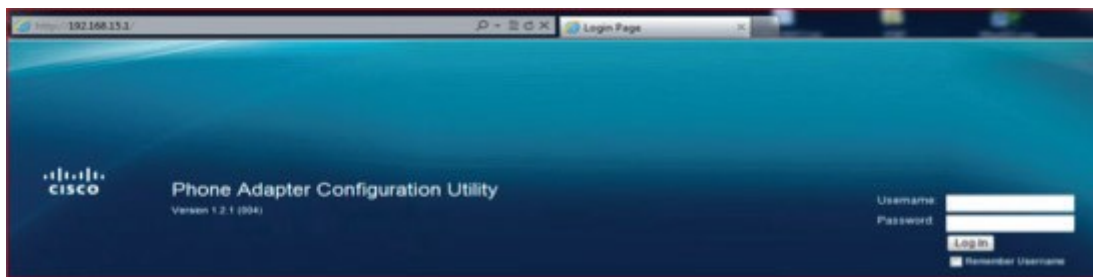 http://192.168.15.1/
Login Page
CISCO
Phone Adapter Configuration Utility
Version 1.2.1 (004)
Username
Password
Log In
Remember Username